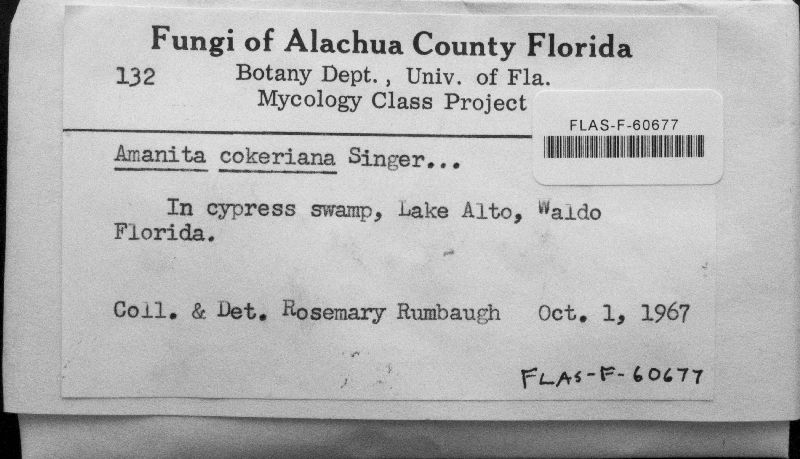 Fungi of Alachua County Florida
132 Botany Dept., Univ. of Fla.
Mycology Class Project
FLAS-F-60677
Amanita cokeriana Singer...
In cypress swamp, Lake Alto, Waldo
Florida.
Coll. & Det. Rosemary Rumbaugh Oct. 1, 1967
FLAS-F-60677